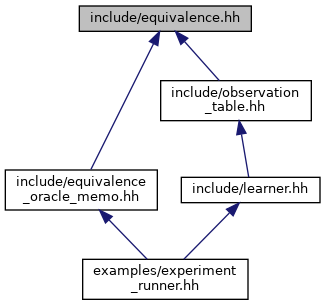 include/equivalence.hh
include/observation
_table.hh
include/equivalence
_oracle_memo.hh
include/learner.hh
examples/experiment
_runner.hh